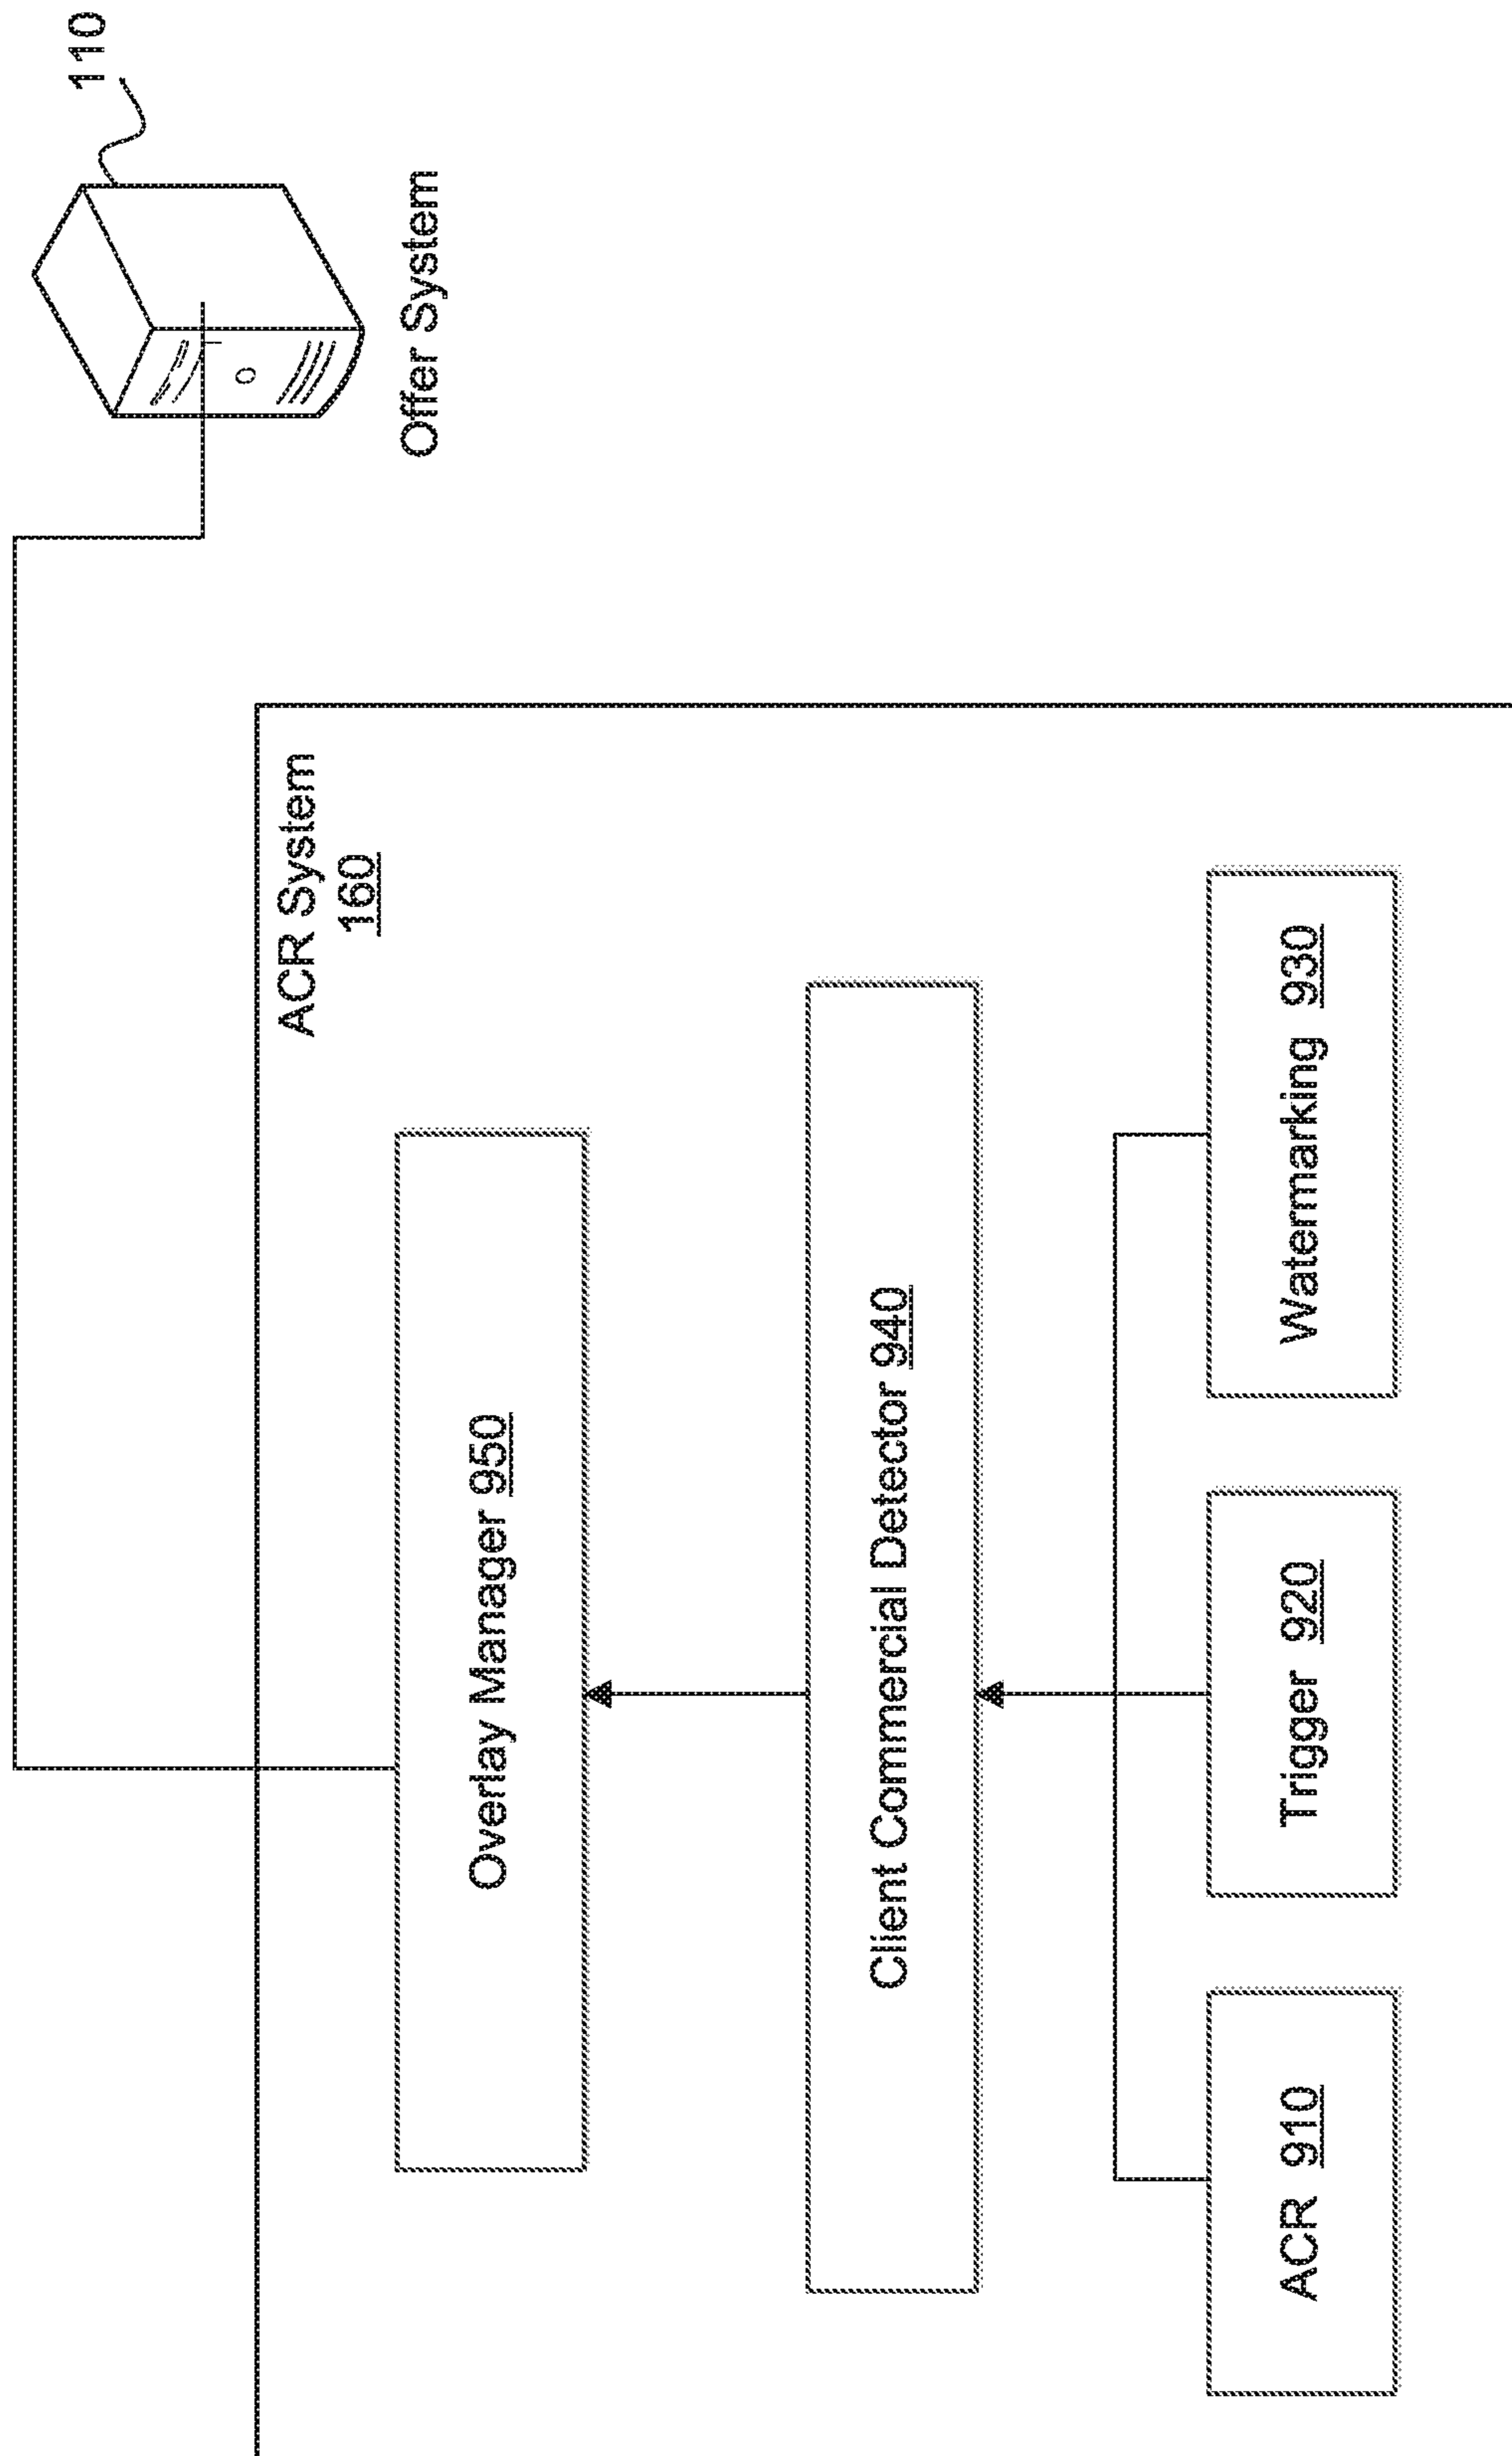 110
Offer System
ACR System
160
Overlay Manager 950
Client Commercial Detector 940
ACR 910
Trigger 920
Watermarking 930